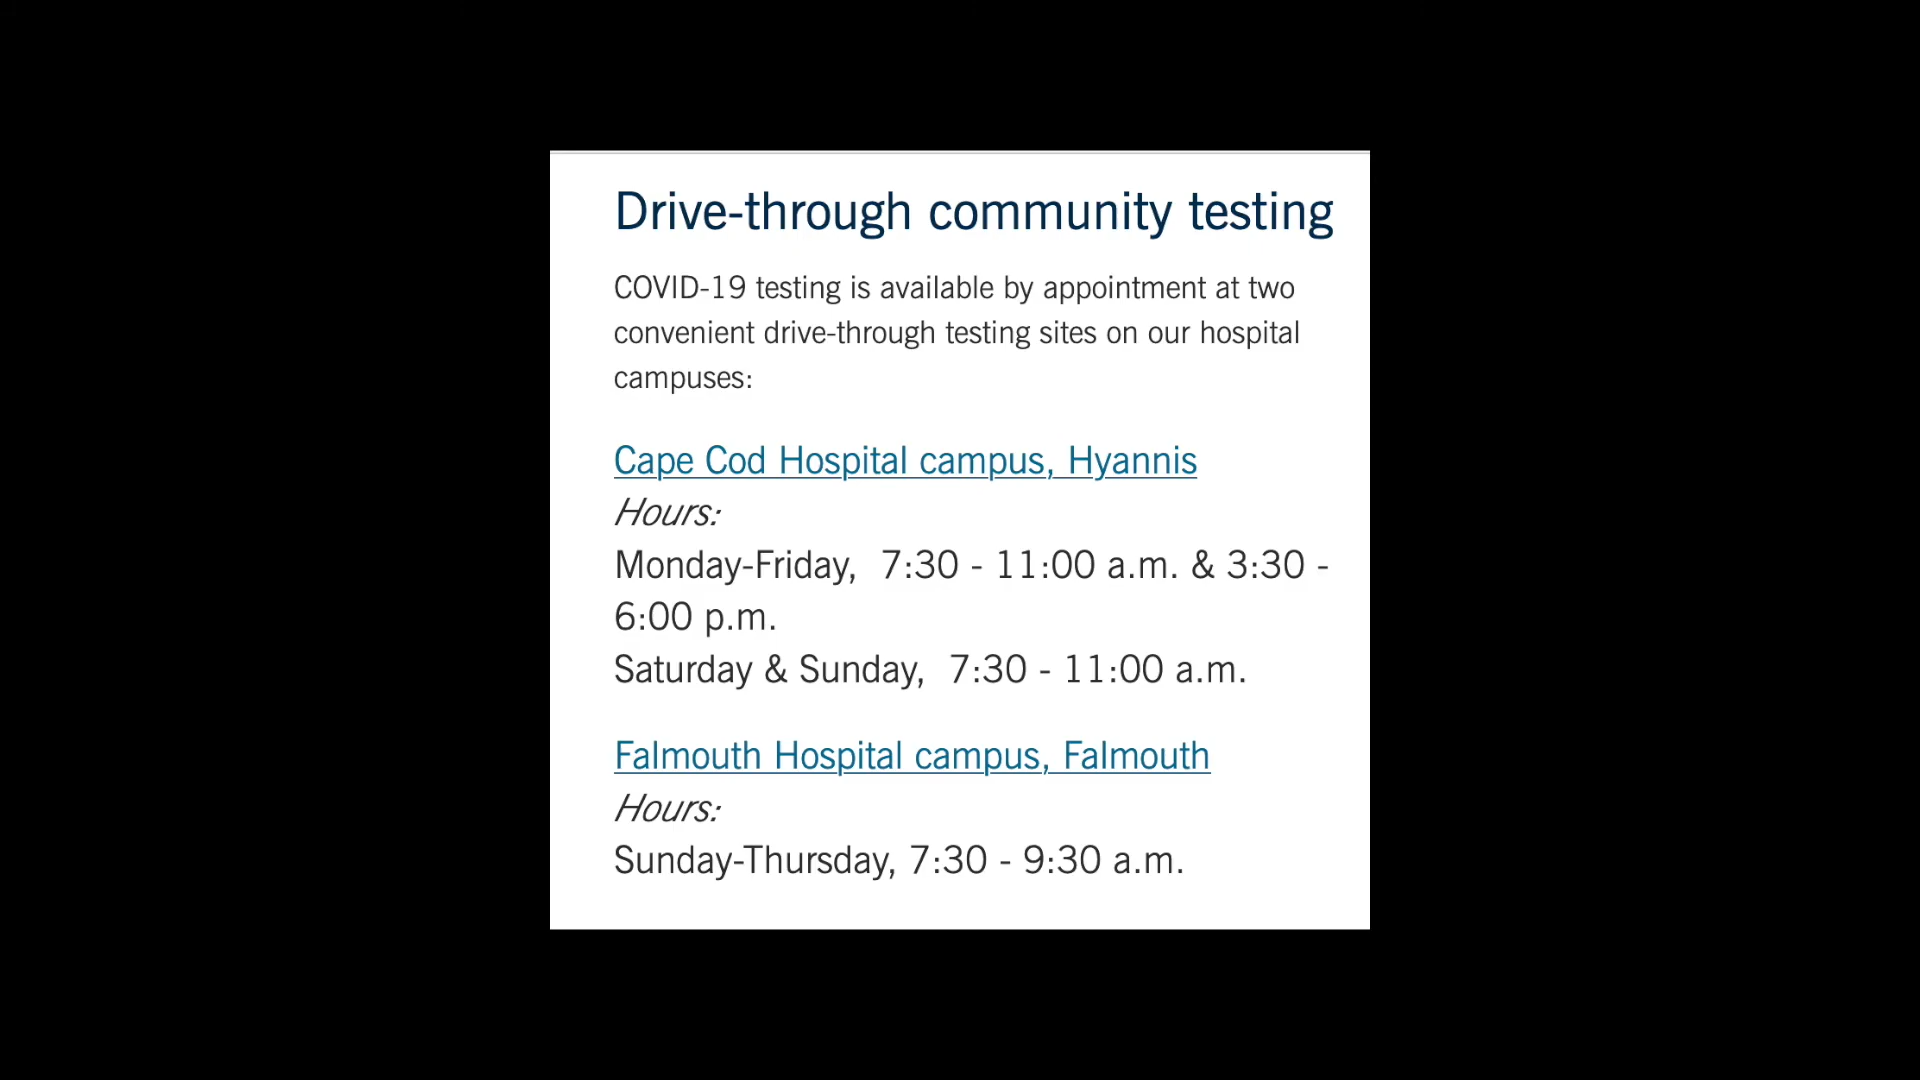 Drive-through community testing
COVID-19 testing is available by appointment at two
convenient drive-through testing sites on our hospital
campuses:
Cape Cod Hospital campus, Hyannis
Hours:
Monday-Friday,  7:30 - 11:00 a.m. & 3:30 -
6:00 p.m.
Saturday & Sunday,  7:30 - 11:00 a.m.
Falmouth Hospital campus, Falmouth
Hours:
Sunday-Thursday, 7:30 - 9:30 a.m.